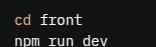 cd front
npm run dev